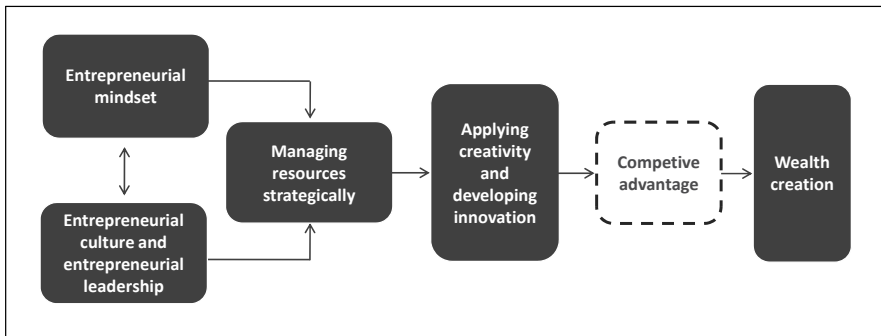 Entrepreneurial
mindset
Entrepreneurial
culture and
entrepreneurial
leadership
Managing
resources
strategically
Applying
creativity
and
developing
innovation
Competive
advantage
Wealth
creation